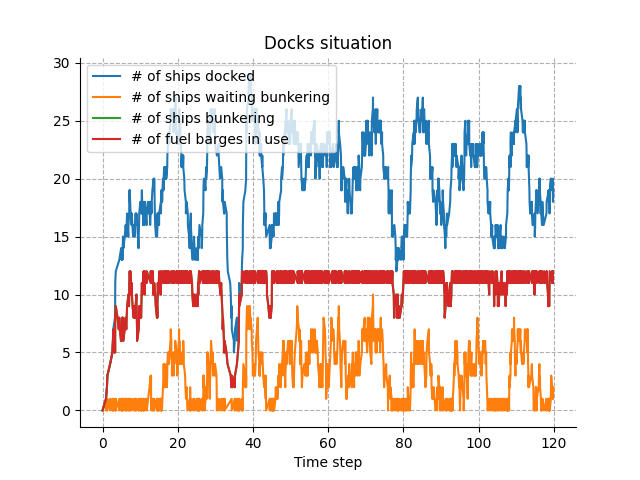 Docks situation
30
25
20
15
10
5
0
# of ships docked
# of ships waiting bunkering
# of ships bunkering
# of fuel barges in use
0 20 40 60 80 100 120
Time step